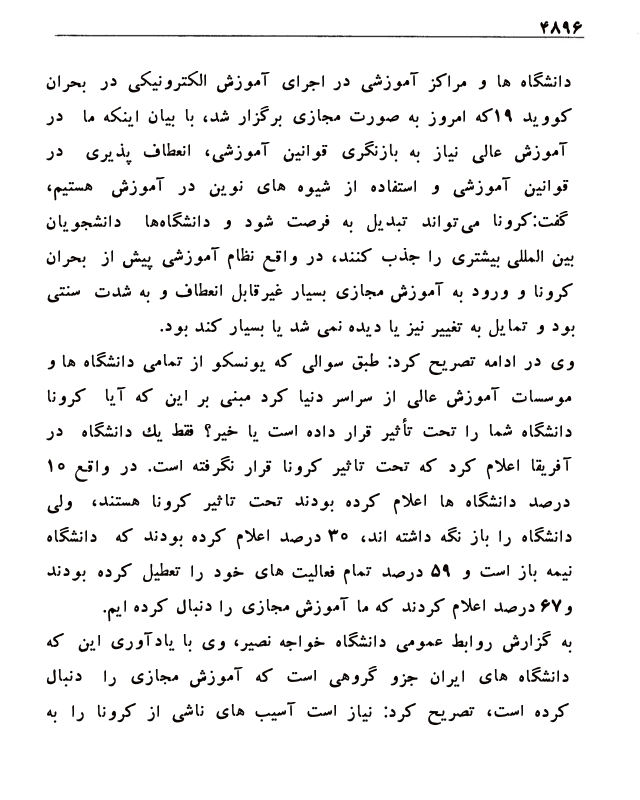 ۴۸۹۶
دانشگاه ها و مراکز آموزشی در اجرای آموزش الکترونیکی در بحران
کووید ۱۹که امروز به صورت مجازی برگزار شد، با بیان اینکه ما در
آموزش عالی نیاز به بازنگری قوانین آموزشی، انعطاف پذیری در
قوانین آموزشی و استفاده از شیوه های نوین در آموزش هستیم،
گفت:کرونا می‌تواند تبدیل به فرصت شود و دانشگاه‌ها دانشجویان
بین المللی بیشتری را جذب کنند، در واقع نظام آموزشی پیش از بحران
کرونا و ورود به آموزش مجازی بسیار غیرقابل انعطاف و به شدت سنتی
بود و تمایل به تغییر نیز یا دیده نمی شد یا بسیار کند بود.
وی در ادامه تصریح کرد: طبق سوالی که یونسکو از تمامی دانشگاه ها و
موسسات آموزش عالی از سراسر دنیا کرد مبنی بر این که آیا کرونا
دانشگاه شما را تحت تأثیر قرار داده است یا خیر؟ فقط یك دانشگاه در
آفریقا اعلام کرد که تحت تاثیر کرونا قرار نگرفته است. در واقع ۱۰
درصد دانشگاه ها اعلام کرده بودند تحت تاثیر کرونا هستند، ولی
دانشگاه را باز نگه داشته اند، ۳۰ درصد اعلام کرده بودند که دانشگاه
نیمه باز است و ۵۹ درصد تمام فعالیت های خود را تعطیل کرده بودند
و۶۷ درصد اعلام کردند که ما آموزش مجازی را دنبال کرده ایم.
به گزارش روابط عمومی دانشگاه خواجه نصیر، وی با یادآوری این که
دانشگاه های ایران جزو گروهی است که آموزش مجازی را دنبال
کرده است، تصریح کرد: نیاز است آسیب های ناشی از کرونا را به